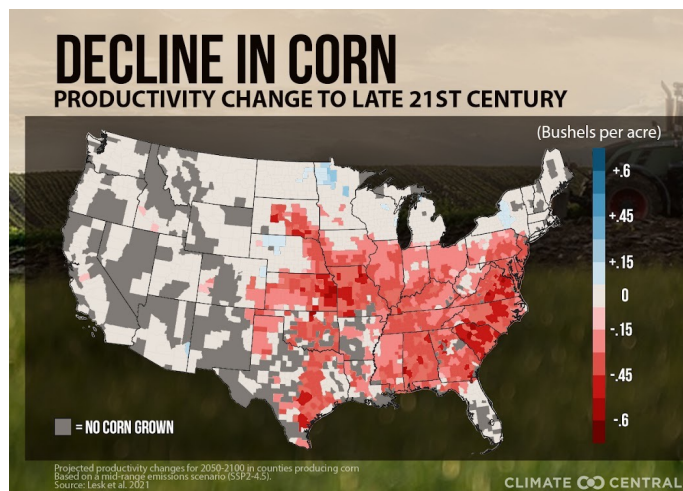 DECLINE IN CORN
PRODUCTIVITY CHANGE TO LATE 21ST CENTURY
(Bushels per acre)
+.6
+.45
+.15
0
-.15
-.45
-.6
= NO CORN GROWN
Projected productivity changes for 2050-2100 in counties producing corn
Based on a mid-range emissions scenario (SSP2-4.5).
Source: Lesk et al. 2021
CLIMATE CENTRAL